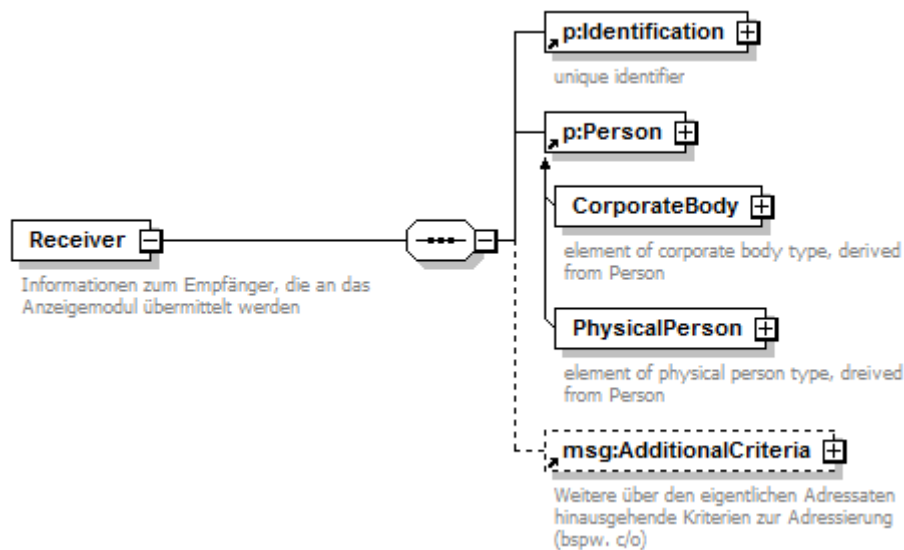 p:Identification
unique identifier
p:Person
CorporateBody
element of corporate body type, derived
from Person
Receiver
Informationen zum Empfänger, die an das
Anzeigemodul übermittelt werden
PhysicalPerson
element of physical person type, dreived
from Person
msg:AdditionalCriteria
Weitere über den eigentlichen Adressaten
hinausgehende Kriterien zur Adressierung
(bspw. c/o)